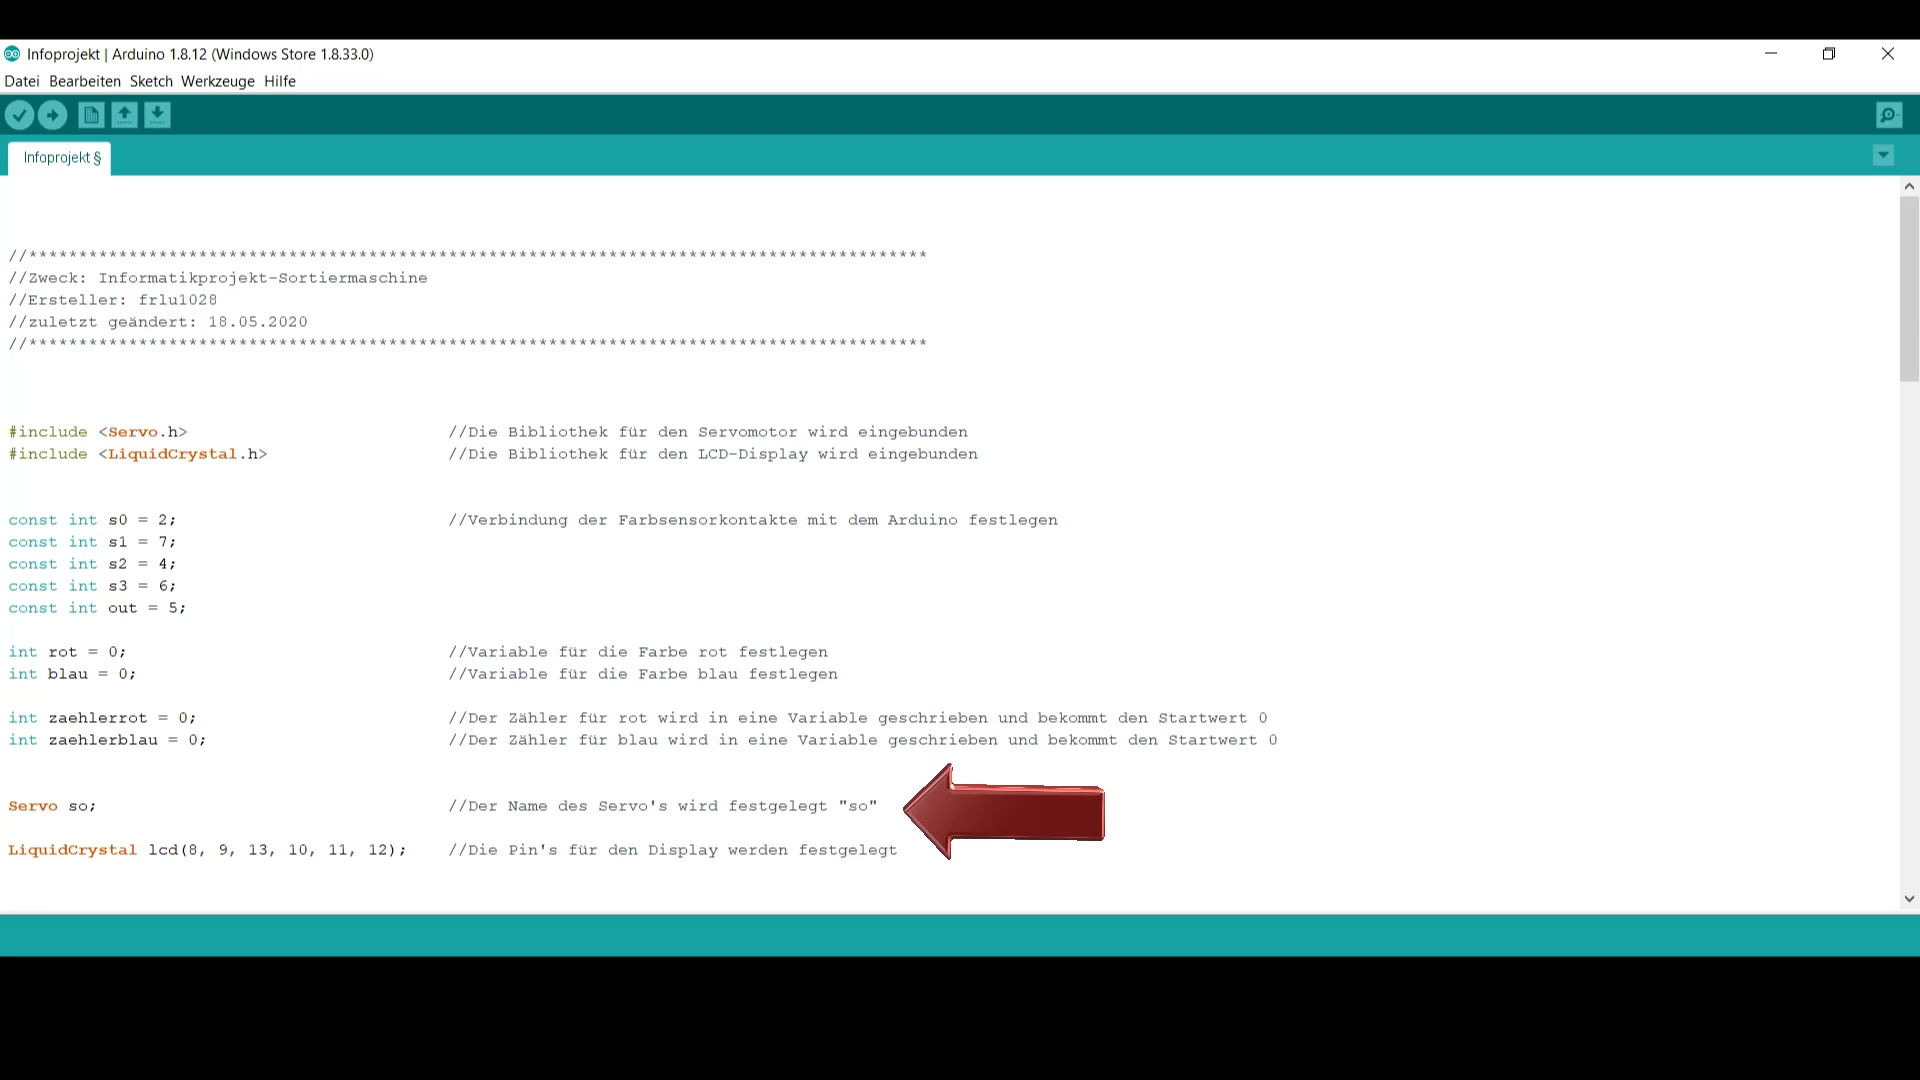 Infoprojekt | Arduino 1.8.12 (Windows Store 1.8.33.0)
Datei Bearbeiten Sketch Werkzeuge Hilfe
Infoprojekt §
//******************************************************************************************
//Zweck: Informatikprojekt-Sortiermaschine
//Ersteller: frlu1028
//zuletzt geändert: 18.05.2020
//******************************************************************************************
#include <Servo.h> //Die Bibliothek für den Servomotor wird eingebunden
#include <LiquidCrystal.h> //Die Bibliothek für den LCD-Display wird eingebunden
const int s0 = 2; //Verbindung der Farbsensorkontakte mit dem Arduino festlegen
const int s1 = 7;
const int s2 = 4;
const int s3 = 6;
const int out = 5;
int rot = 0; //Variable für die Farbe rot festlegen
int blau = 0; //Variable für die Farbe blau festlegen
int zaehlerrot = 0; //Der Zähler für rot wird in eine Variable geschrieben und bekommt den Startwert 0
int zaehlerblau = 0; //Der Zähler für blau wird in eine Variable geschrieben und bekommt den Startwert 0
Servo so; //Der Name des Servo's wird festgelegt "so"
LiquidCrystal lcd(8, 9, 13, 10, 11, 12); //Die Pin's für den Display werden festgelegt